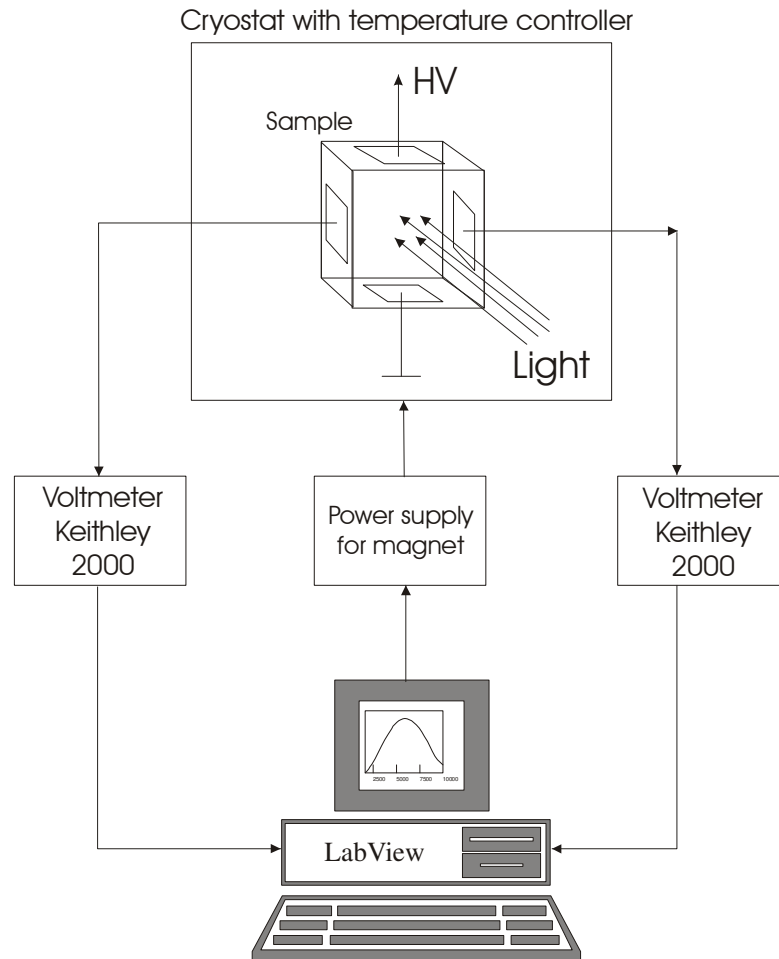 Cryostat with temperature controller
HV
Sample
Light
Voltmeter
Keithley
2000
Power supply
for magnet
Voltmeter
Keithley
2000
2500 5000 7500 10000
LabView